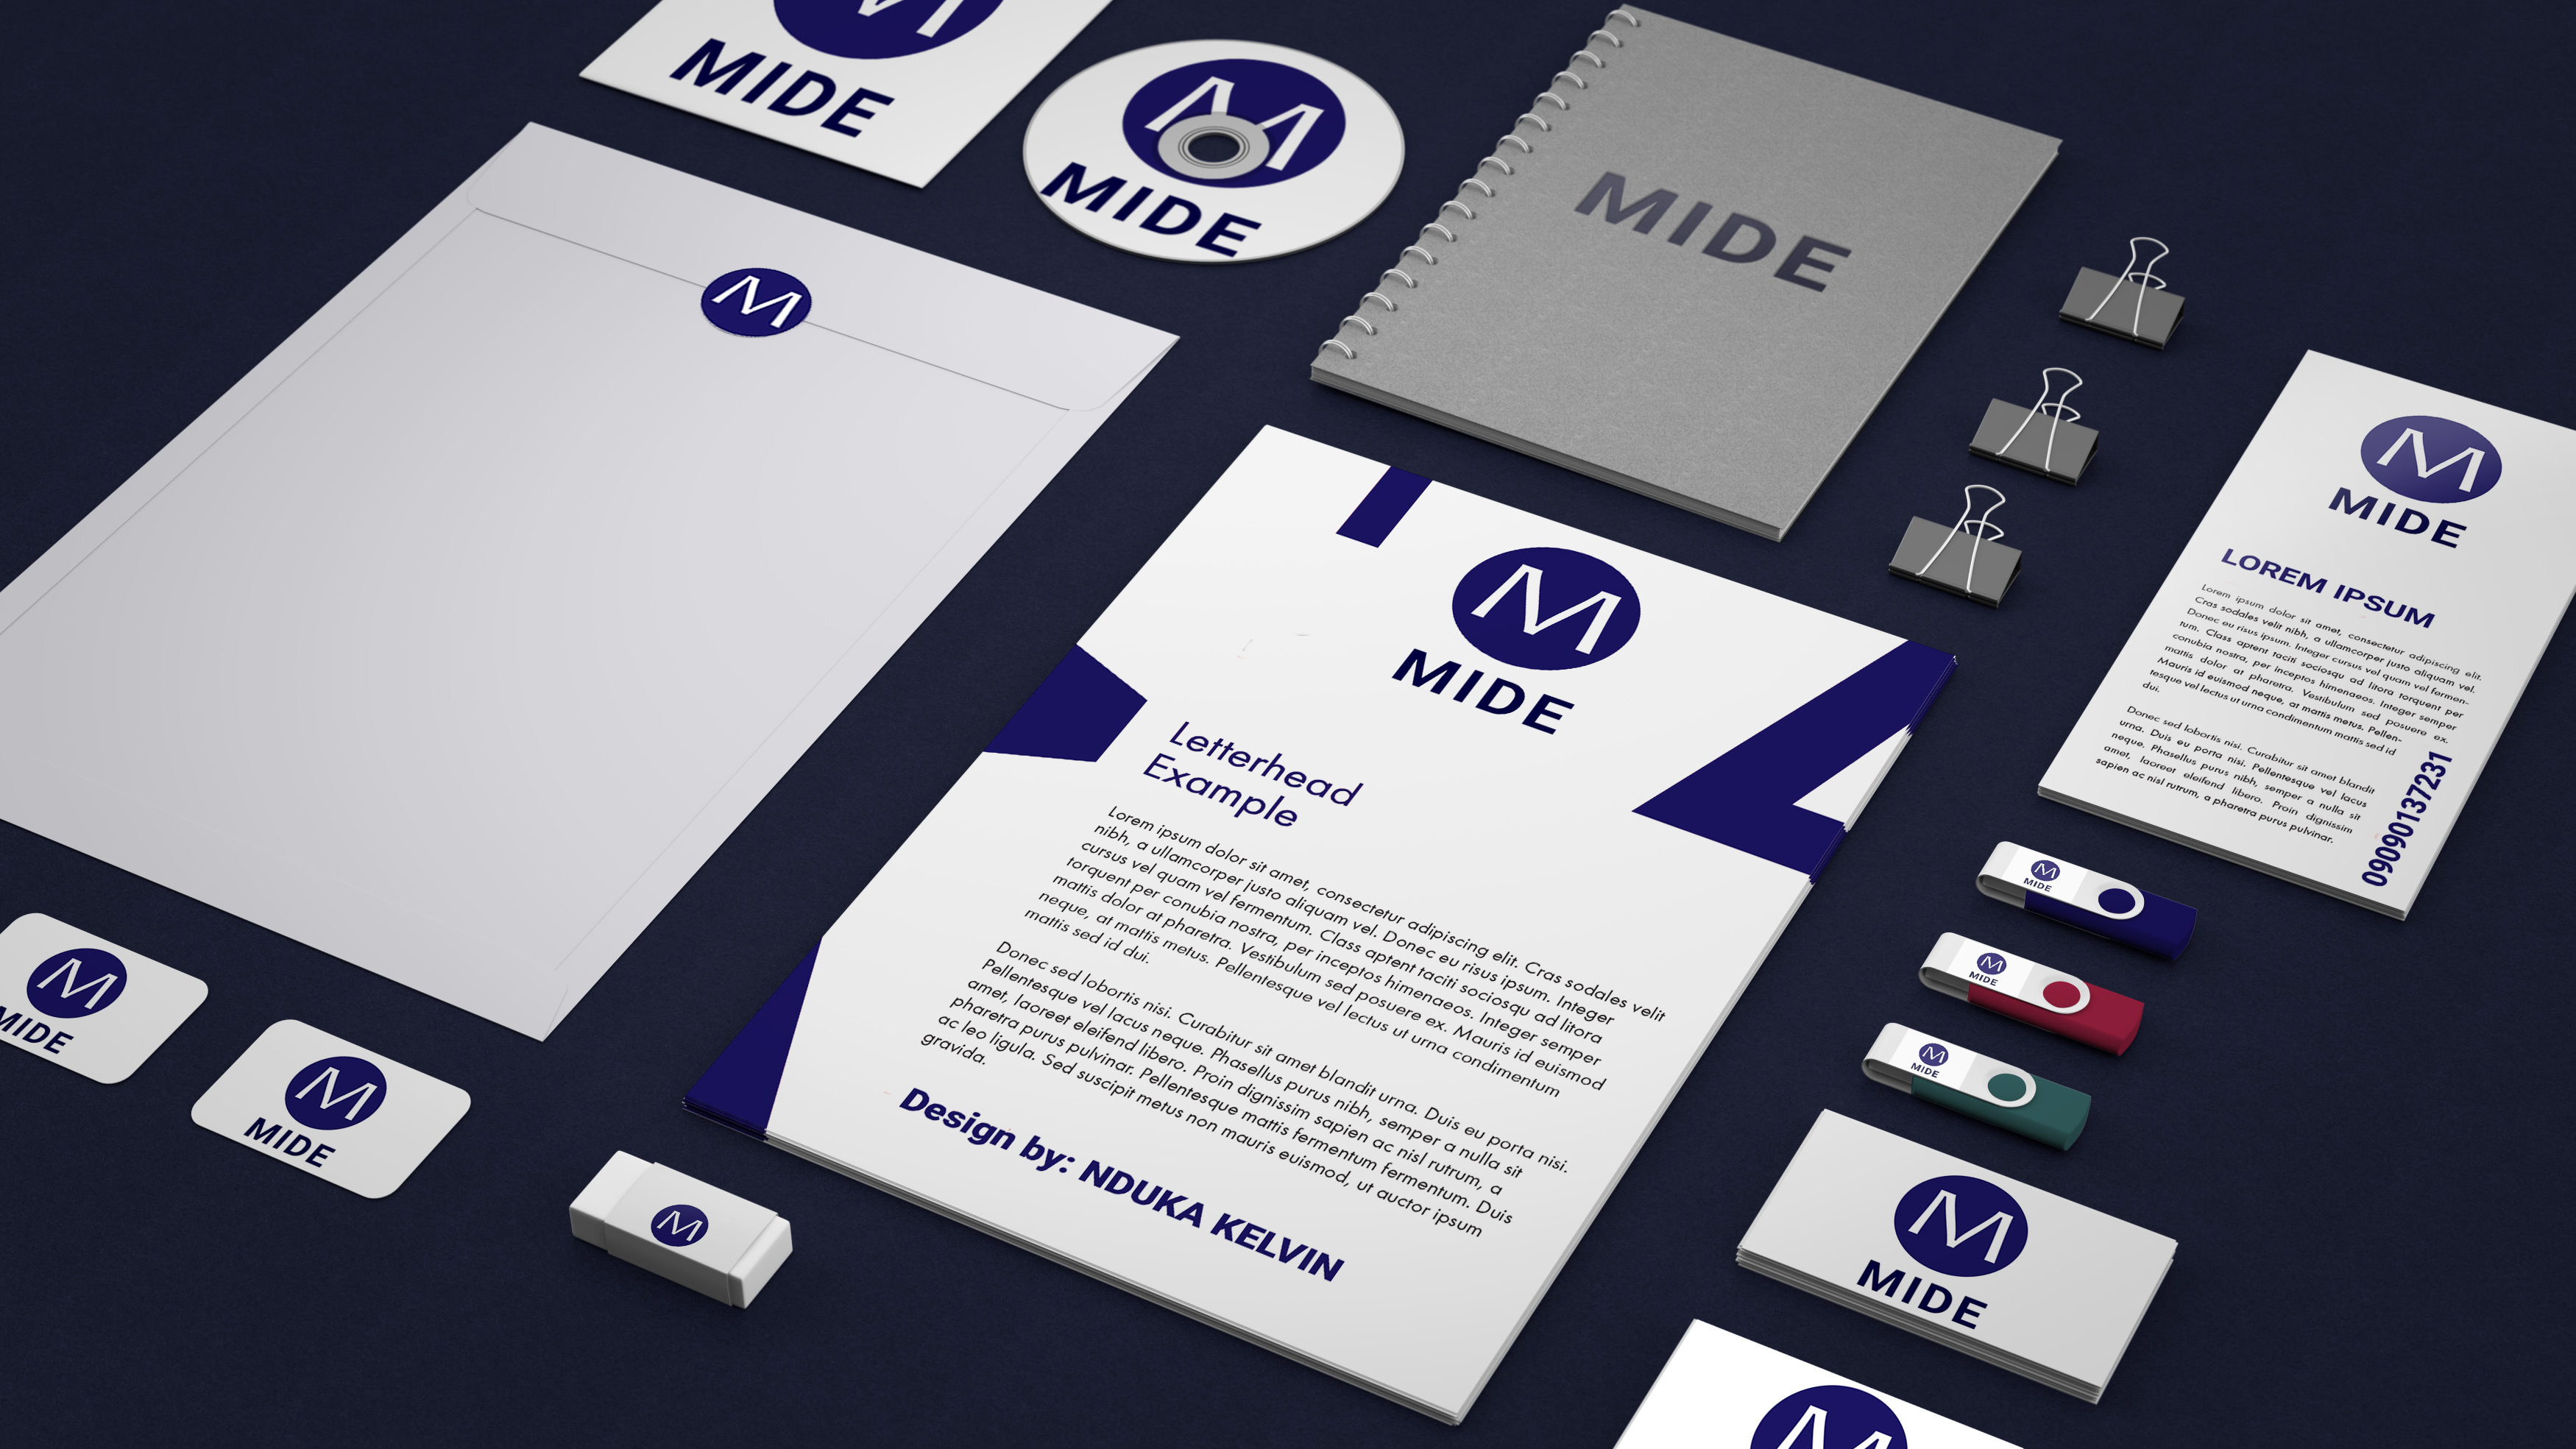 MIDE
M
MIDE
MIDE
M
M
MIDE
Letterhead
Example
Lorem ipsum dolor sit amet, consectetur adipiscing elit. Cras sodales velit
nibh, a ullamcorper justo aliquam vel. Donec eu risus ipsum. Integer
cursus vel quam vel fermentum. Class aptent taciti sociosqu ad litora
torquent per conubia nostra, per inceptos himenaeos. Integer semper
mattis dolor at pharetra. Vestibulum sed posuere ex. Mauris id euismod
neque, at mattis metus. Pellentesque vel lectus ut urna condimentum
mattis sed id dui.
Donec sed lobortis nisi. Curabitur sit amet blandit urna. Duis eu porta nisi.
Pellentesque vel lacus neque. Phasellus purus nibh, semper a nulla sit
amet, laoreet eleifend libero. Proin dignissim sapien ac nisl rutrum, a
pharetra purus pulvinar. Pellentesque mattis fermentum fermentum. Duis
ac leo ligula. Sed suscipit metus non mauris euismod, ut auctor ipsum
gravida.
Design by: NDUKA KELVIN
M
MIDE
LOREM IPSUM
Lorem ipsum dolor sit amet, consectetur adipiscing elit.
Cras sodales velit nibh, a ullamcorper justo aliquam vel.
Donec eu risus ipsum. Integer cursus vel quam vel fermen-
tum. Class aptent taciti sociosqu ad litora torquent per
conubia nostra, per inceptos himenaeos. Integer semper
mattis dolor at pharetra. Vestibulum sed posuere ex.
Mauris id euismod neque, at mattis metus. Pellen-
tesque vel lectus ut urna condimentum mattis sed id
dui.
Donec sed lobortis nisi. Curabitur sit amet blandit
urna. Duis eu porta nisi. Pellentesque vel lacus
neque. Phasellus purus nibh, semper a nulla sit
amet, laoreet eleifend libero. Proin dignissim
sapien ac nisl rutrum, a pharetra purus pulvinar.
09090137231
M
MIDE
M
MIDE
M
MIDE
M
MIDE
M
MIDE
M
MIDE
M
M